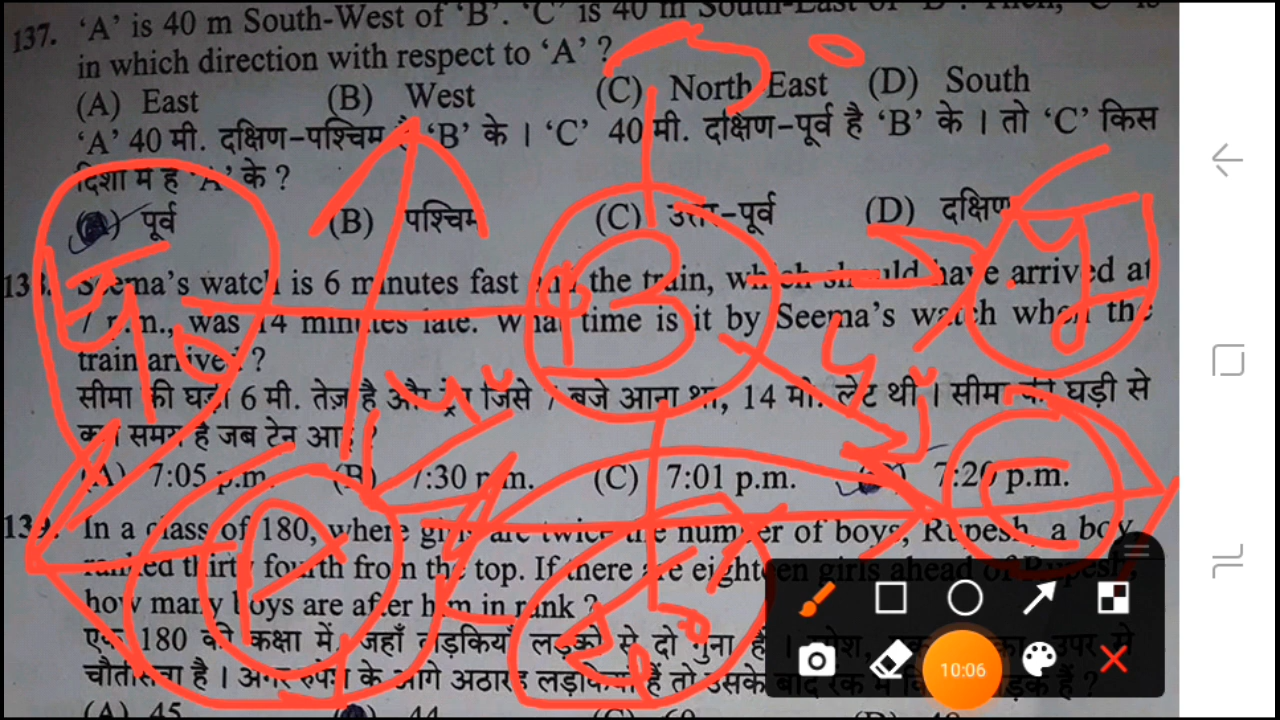 137. 'A' is 40 m South-West of 'B'. 'C' is 40 m South-East of 'B'. Then, 'C' is
in which direction with respect to 'A' ?
(A) East (B) West (C) North East (D) South
'A' 40 मी. दक्षिण-पश्चिम है 'B' के । 'C' 40 मी. दक्षिण-पूर्व है 'B' के । तो 'C' किस
दिशा में है 'A' के ?
(A) पूर्व (B) पश्चिम (C) उत्तर-पूर्व (D) दक्षिण
138. Seema's watch is 6 minutes fast and the train, which should have arrived at
7 p.m., was 14 minutes late. What time is it by Seema's watch when the
train arrived ?
सीमा की घड़ी 6 मी. तेज़ है और ट्रेन जिसे 7 बजे आना था, 14 मी. लेट थी । सीमा की घड़ी से
क्या समय है जब ट्रेन आई ?
(A) 7:05 p.m. (B) 7:30 p.m. (C) 7:01 p.m. (D) 7:20 p.m.
139. In a class of 180, where girls are twice the number of boys, Rupesh, a boy,
ranked thirty fourth from the top. If there are eighteen girls ahead of Rupesh,
how many boys are after him in rank ?
एक 180 की कक्षा में, जहाँ लड़कियाँ लड़कों से दो गुना हैं ।
चौतीसवा है । अगर रुपेश के आगे अठारह लड़कियाँ हैं तो उसके बाद
(A) 45 44
B
10:06